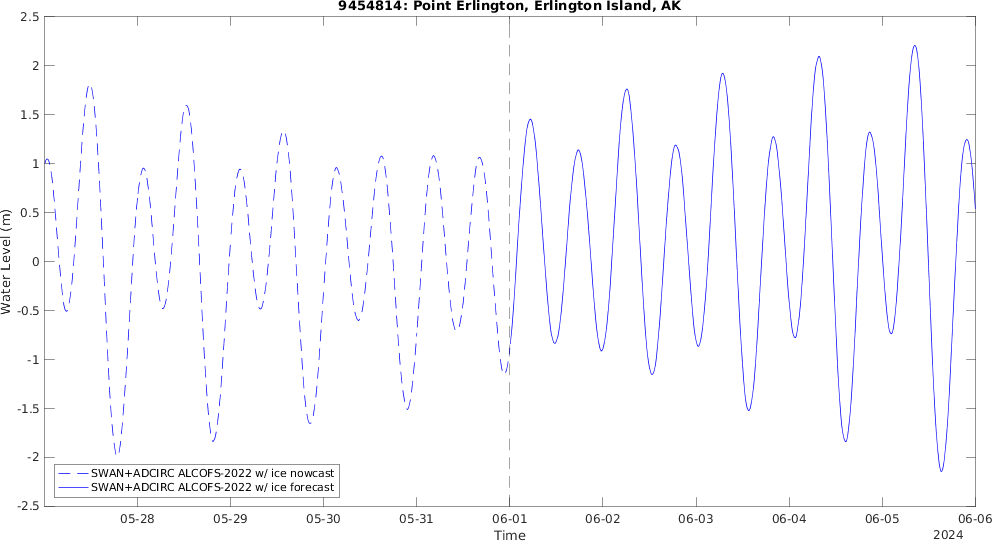 9454814: Point Erlington, Erlington Island, AK
2.5
2
1.5
1
0.5
0
-0.5
-1
-1.5
-2
-2.5
Water Level (m)
SWAN+ADCIRC ALCOFS-2022 w/ ice nowcast
SWAN+ADCIRC ALCOFS-2022 w/ ice forecast
05-28 05-29 05-30 05-31 06-01 06-02 06-03 06-04 06-05 06-06
Time
2024